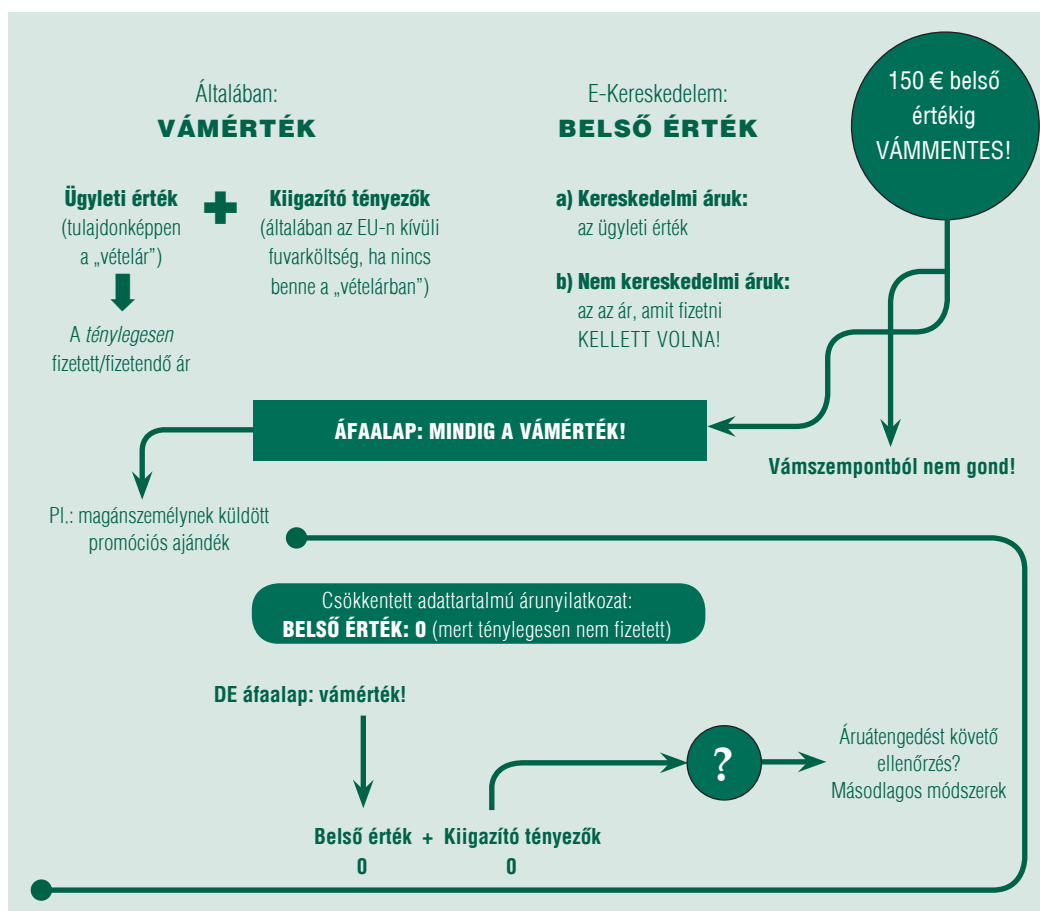 Általában:
VÁMÉRTÉK
Ügyleti érték
(tulajdonképpen
a „vételár”)
A ténylegesen
fizetett/fizetendő ár
+
Kiigazító tényezők
(általában az EU-n kívüli
fuvarköltség, ha nincs
benne a „vételárban”)
E-Kereskedelem:
BELSŐ ÉRTÉK
a) Kereskedelmi áruk:
az ügyleti érték
b) Nem kereskedelmi áruk:
az az ár, amit fizetni
KELLETT VOLNA!
150 € belső
értékig
VÁMMENTES!
ÁFAALAP: MINDIG A VÁMÉRTÉK!
Vámszempontból nem gond!
Pl.: magánszemélynek küldött
promóciós ajándék
Csökkentett adattartalmú árunyilatkozat:
BELSŐ ÉRTÉK: 0 (mert ténylegesen nem fizetett)
DE áfaalap: vámérték!
Belső érték + Kiigazító tényezők
0 0
?
Áruátengedést követő
ellenőrzés?
Másodlagos módszerek